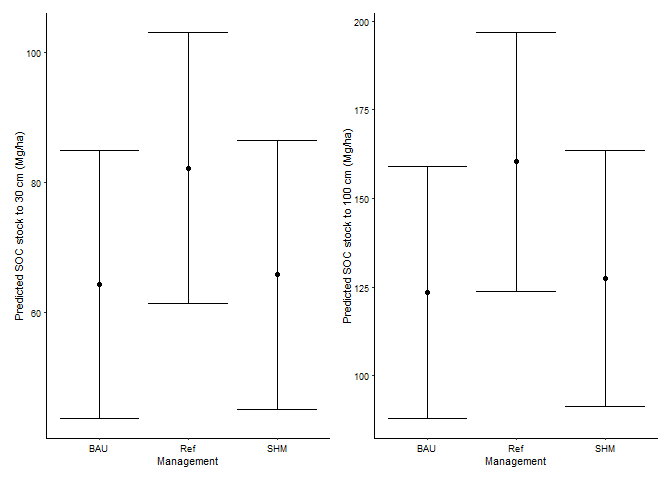 Predicted SOC stock to 30 cm (Mg/ha)
100
80
60
BAU
Ref
SHM
Management
Predicted SOC stock to 100 cm (Mg/ha)
200
175
150
125
100
BAU
Ref
SHM
Management